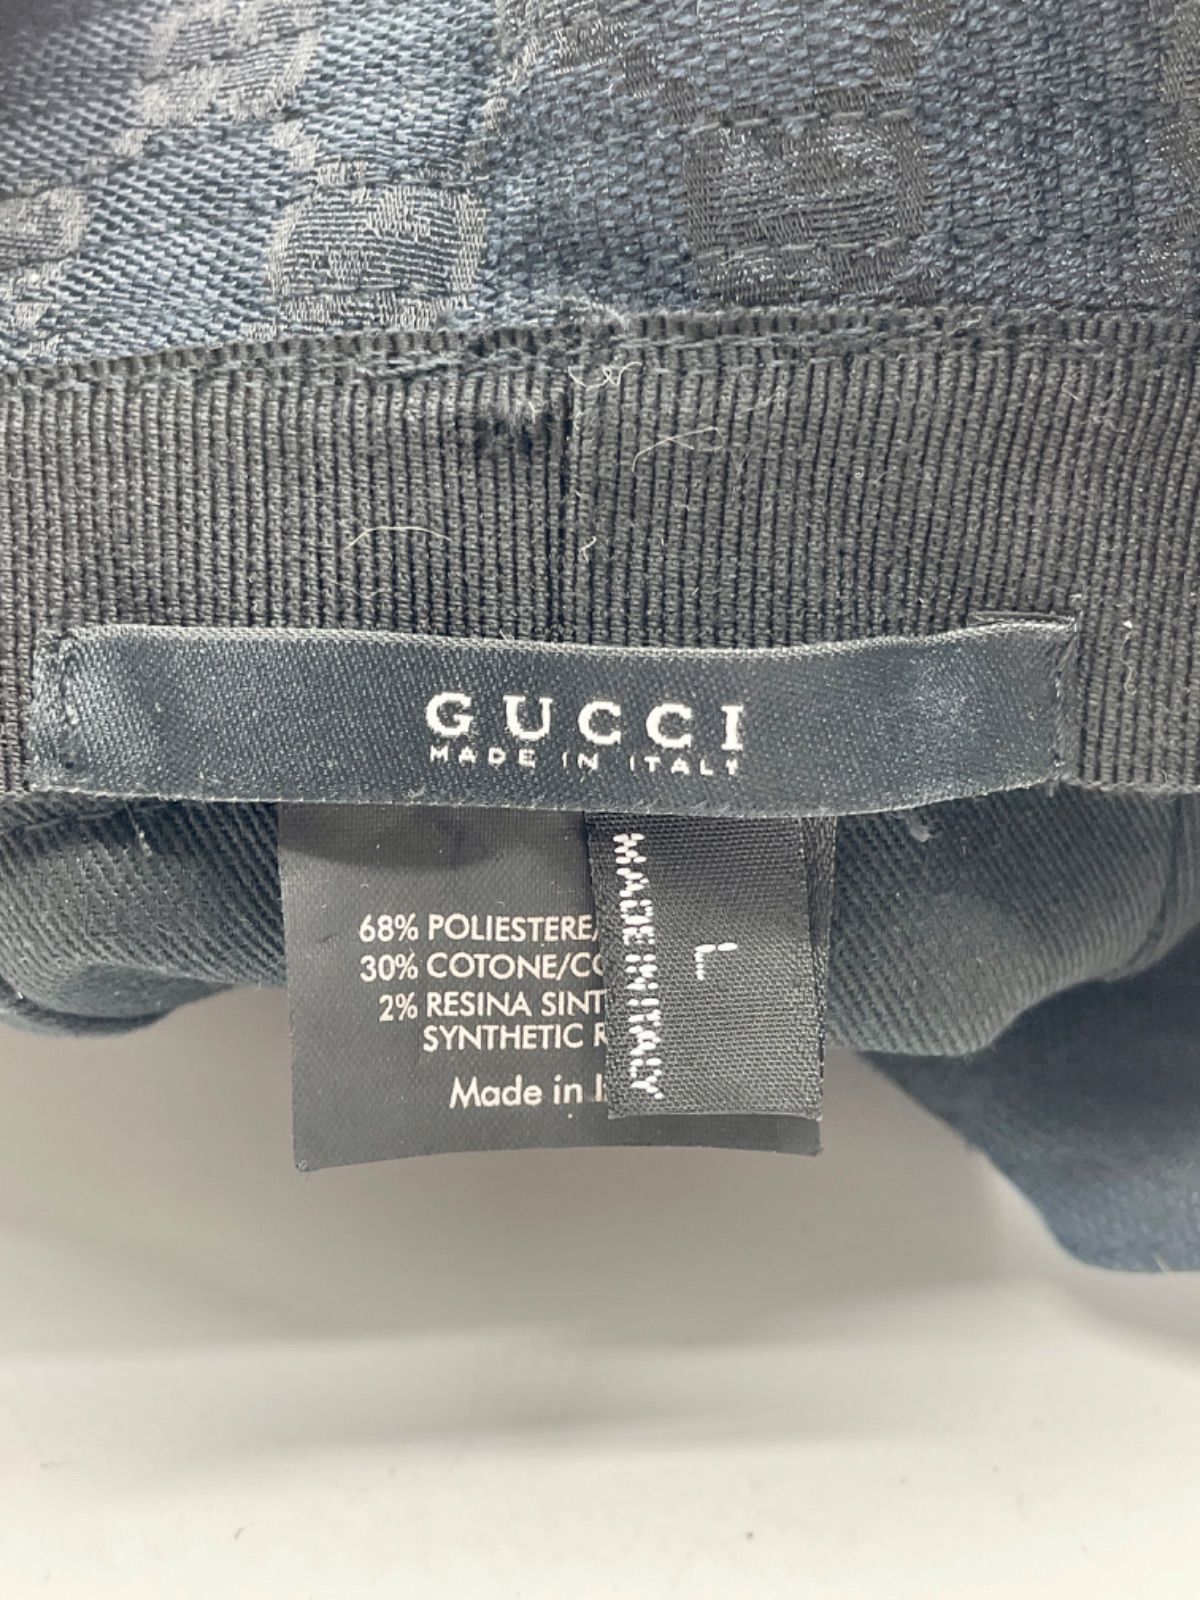 GUCCI
MADE IN ITALY
68% POLIESTERE/
30% COTONE/CO
2% RESINA SINT
SYNTHETIC R
Made in I
MADE IN ITALY
L